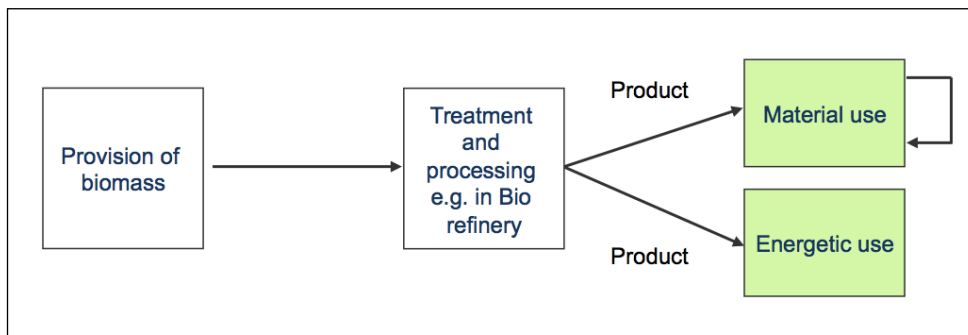 Provision of
biomass
Treatment
and
processing
e.g. in Bio
refinery
Product
Material use
Product
Energetic use